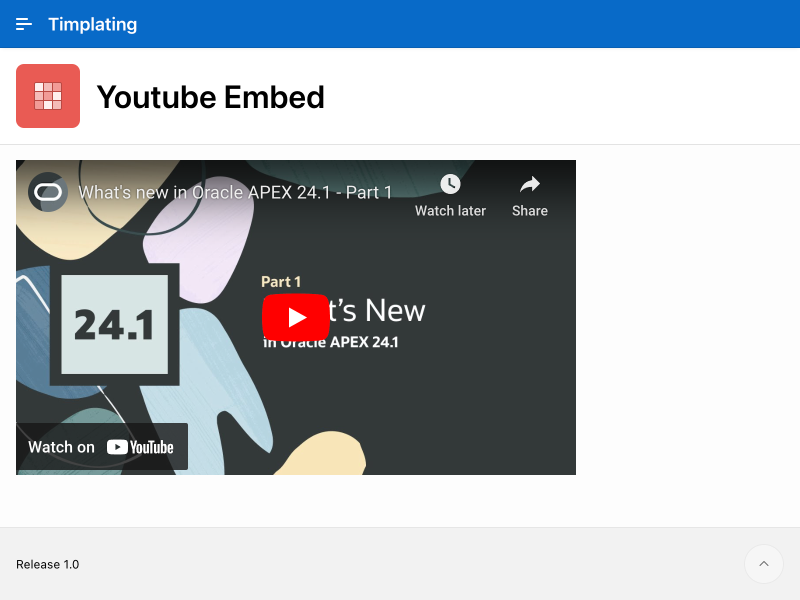 Timplating
Youtube Embed
What's new in Oracle APEX 24.1 - Part 1
Watch later
Share
Part 1
t's New
in Oracle APEX 24.1
24.1
Watch on YouTube
Release 1.0